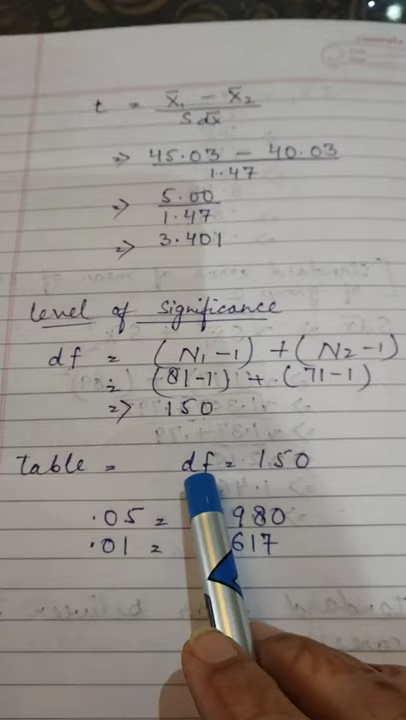 t = X̄₁ - X̄₂
Sdx̄
=> 45.03 - 40.03
1.47
=> 5.00
1.47
=> 3.401
Level of Significance
df = (N1-1) + (N2-1)
= (81-1) + (71-1)
=> 150
Table = df = 150
.05 = 980
.01 = 617